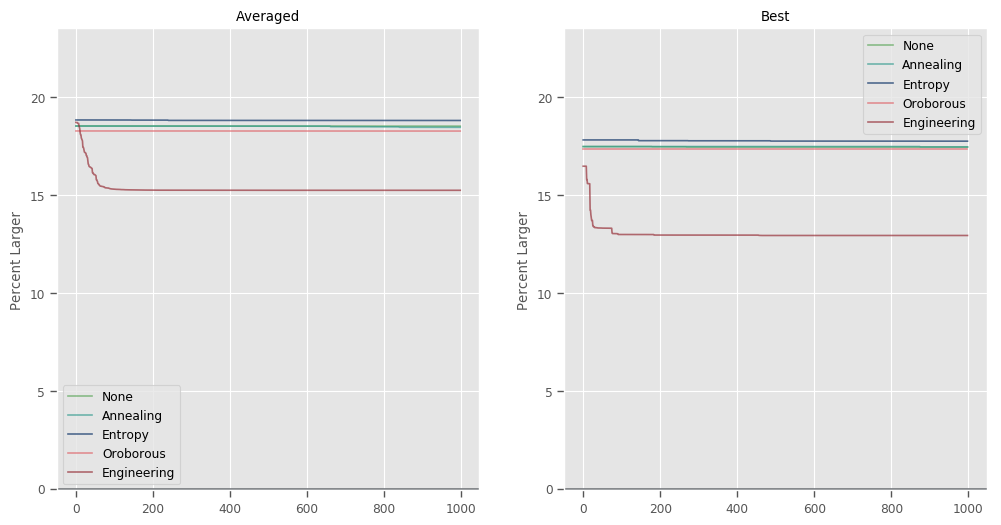 Averaged
Percent Larger
20
15
10
5
0
0 200 400 600 800 1000
None
Annealing
Entropy
Oroborous
Engineering
Best
Percent Larger
20
15
10
5
0
0 200 400 600 800 1000
None
Annealing
Entropy
Oroborous
Engineering